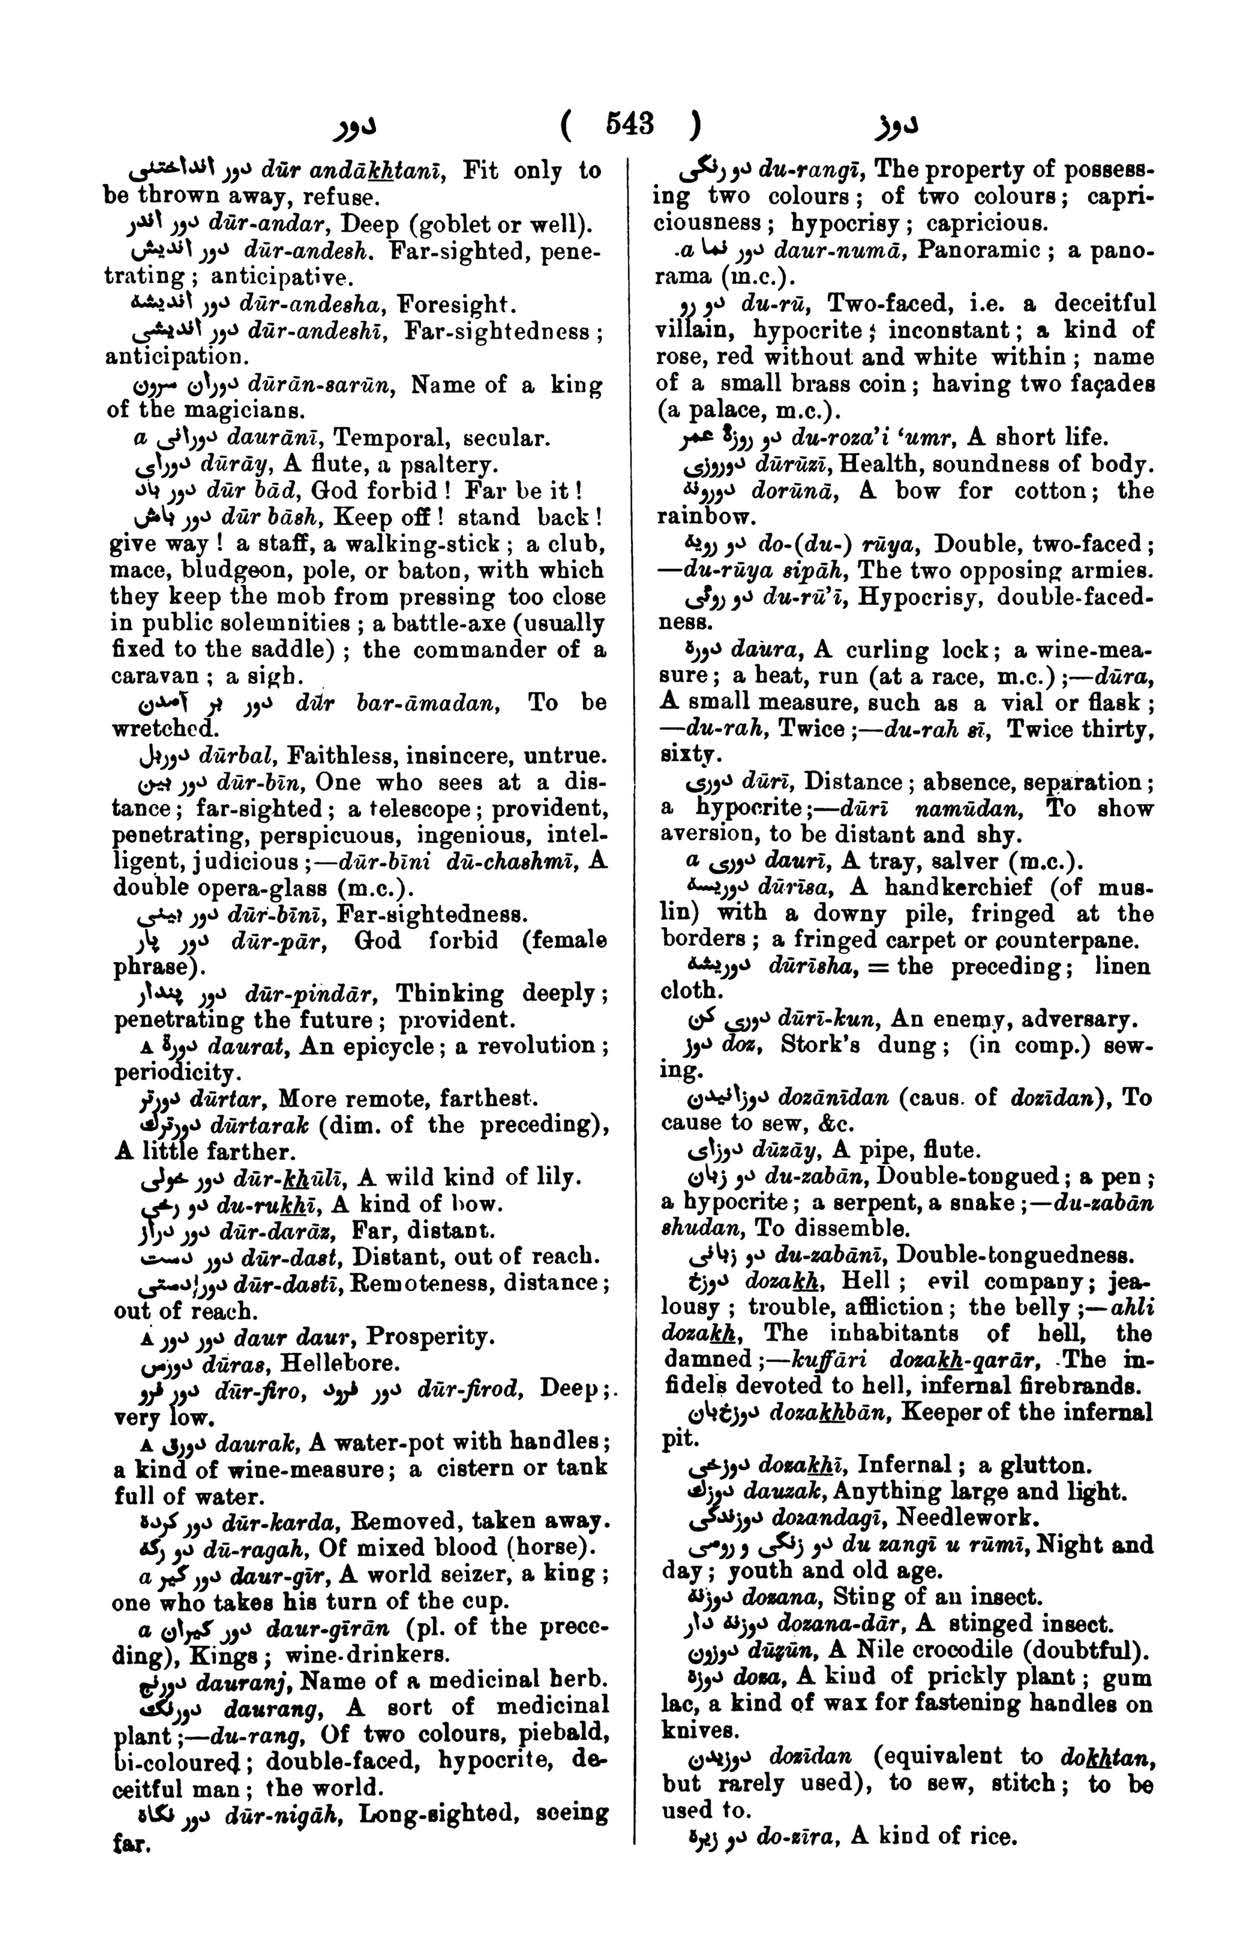 دور ( 543 ) دوز
دور انداختنی dūr andākhtanī, Fit only to
be thrown away, refuse.
دور اندر dūr-andar, Deep (goblet or well).
دور اندیش dūr-andesh. Far-sighted, pene-
trating; anticipative.
دور اندیشه dūr-andesha, Foresight.
دور اندیشی dūr-andeshī, Far-sightedness;
anticipation.
دوران سرون dūrān-sarūn, Name of a king
of the magicians.
a دورانی daurānī, Temporal, secular.
دورای dūrāy, A flute, a psaltery.
دور باد dūr bād, God forbid! Far be it!
دور باش dūr bāsh, Keep off! stand back!
give way! a staff, a walking-stick; a club,
mace, bludgeon, pole, or baton, with which
they keep the mob from pressing too close
in public solemnities; a battle-axe (usually
fixed to the saddle); the commander of a
caravan; a sigh.
دور بر آمدن dūr bar-āmadan, To be
wretched.
دوربل dūrbal, Faithless, insincere, untrue.
دور بین dūr-bīn, One who sees at a dis-
tance; far-sighted; a telescope; provident,
penetrating, perspicuous, ingenious, intel-
ligent, judicious;—dūr-bīni dū-chashmī, A
double opera-glass (m.c.).
دور بینی dūr-bīnī, Far-sightedness.
دور پار dūr-pār, God forbid (female
phrase).
دور پندار dūr-pindār, Thinking deeply;
penetrating the future; provident.
A دورة daurat, An epicycle; a revolution;
periodicity.
دورتر dūrtar, More remote, farthest.
دورترک dūrtarak (dim. of the preceding),
A little farther.
دور خولی dūr-khūlī, A wild kind of lily.
دو رخی du-rukhī, A kind of bow.
دور دراز dūr-darāz, Far, distant.
دور دست dūr-dast, Distant, out of reach.
دور دستی dūr-dastī, Remoteness, distance;
out of reach.
A دور دور daur daur, Prosperity.
دورس dūras, Hellebore.
دور فرو dūr-firo, دور فرود dūr-firod, Deep;
very low.
A دورق daurak, A water-pot with handles;
a kind of wine-measure; a cistern or tank
full of water.
دور کرده dūr-karda, Removed, taken away.
دو رگه dū-ragah, Of mixed blood (horse).
a دور گیر daur-gīr, A world seizer, a king;
one who takes his turn of the cup.
a دور گیران daur-gīrān (pl. of the prece-
ding), Kings; wine-drinkers.
دورنج dauranj, Name of a medicinal herb.
دورنگ daurang, A sort of medicinal
plant;—du-rang, Of two colours, piebald,
bi-coloured; double-faced, hypocrite, de-
ceitful man; the world.
دور نگاه dūr-nigāh, Long-sighted, seeing
far.
دو رنگی du-rangī, The property of possess-
ing two colours; of two colours; capri-
ciousness; hypocrisy; capricious.
a دور نما daur-numā, Panoramic; a pano-
rama (m.c.).
دو رو du-rū, Two-faced, i.e. a deceitful
villain, hypocrite; inconstant; a kind of
rose, red without and white within; name
of a small brass coin; having two façades
(a palace, m.c.).
دو روزۀ عمر du-roza’i ‘umr, A short life.
دوروزی dūrūzī, Health, soundness of body.
دورونه dorūnā, A bow for cotton; the
rainbow.
دو رویه do-(du-) rūya, Double, two-faced;
—du-rūya sipāh, The two opposing armies.
دو روئی du-rū’ī, Hypocrisy, double-faced-
ness.
دوره daura, A curling lock; a wine-mea-
sure; a heat, run (at a race, m.c.);—dūra,
A small measure, such as a vial or flask;
—du-rah, Twice;—du-rah sī, Twice thirty,
sixty.
دوری dūrī, Distance; absence, separation;
a hypocrite;—dūrī namūdan, To show
aversion, to be distant and shy.
a دوری daurī, A tray, salver (m.c.).
دوریسه dūrīsa, A handkerchief (of mus-
lin) with a downy pile, fringed at the
borders; a fringed carpet or counterpane.
دوریشه dūrīsha, = the preceding; linen
cloth.
دوری کن dūrī-kun, An enemy, adversary.
دوز doz, Stork's dung; (in comp.) sew-
ing.
دوزانیدن dozānīdan (caus. of dozīdan), To
cause to sew, &c.
دوزای dūzāy, A pipe, flute.
دو زبان du-zabān, Double-tongued; a pen;
a hypocrite; a serpent, a snake;—du-zabān
shudan, To dissemble.
دو زبانی du-zabānī, Double-tonguedness.
دوزخ dozakh, Hell; evil company; jea-
lousy; trouble, affliction; the belly;—ahli
dozakh, The inhabitants of hell, the
damned;—kuffāri dozakh-qarār, The in-
fidels devoted to hell, infernal firebrands.
دوزخبان dozakhbān, Keeper of the infernal
pit.
دوزخی dozakhī, Infernal; a glutton.
دوزک dauzak, Anything large and light.
دوزندگی dozandagī, Needlework.
دو زنگی و رومی du zangī u rūmī, Night and
day; youth and old age.
دوزنه dozana, Sting of an insect.
دوزنه دار dozana-dār, A stinged insect.
دوزون dūzūn, A Nile crocodile (doubtful).
دوزه doza, A kind of prickly plant; gum
lac, a kind of wax for fastening handles on
knives.
دوزیدن dozīdan (equivalent to dokhtan,
but rarely used), to sew, stitch; to be
used to.
دو زیره do-zīra, A kind of rice.